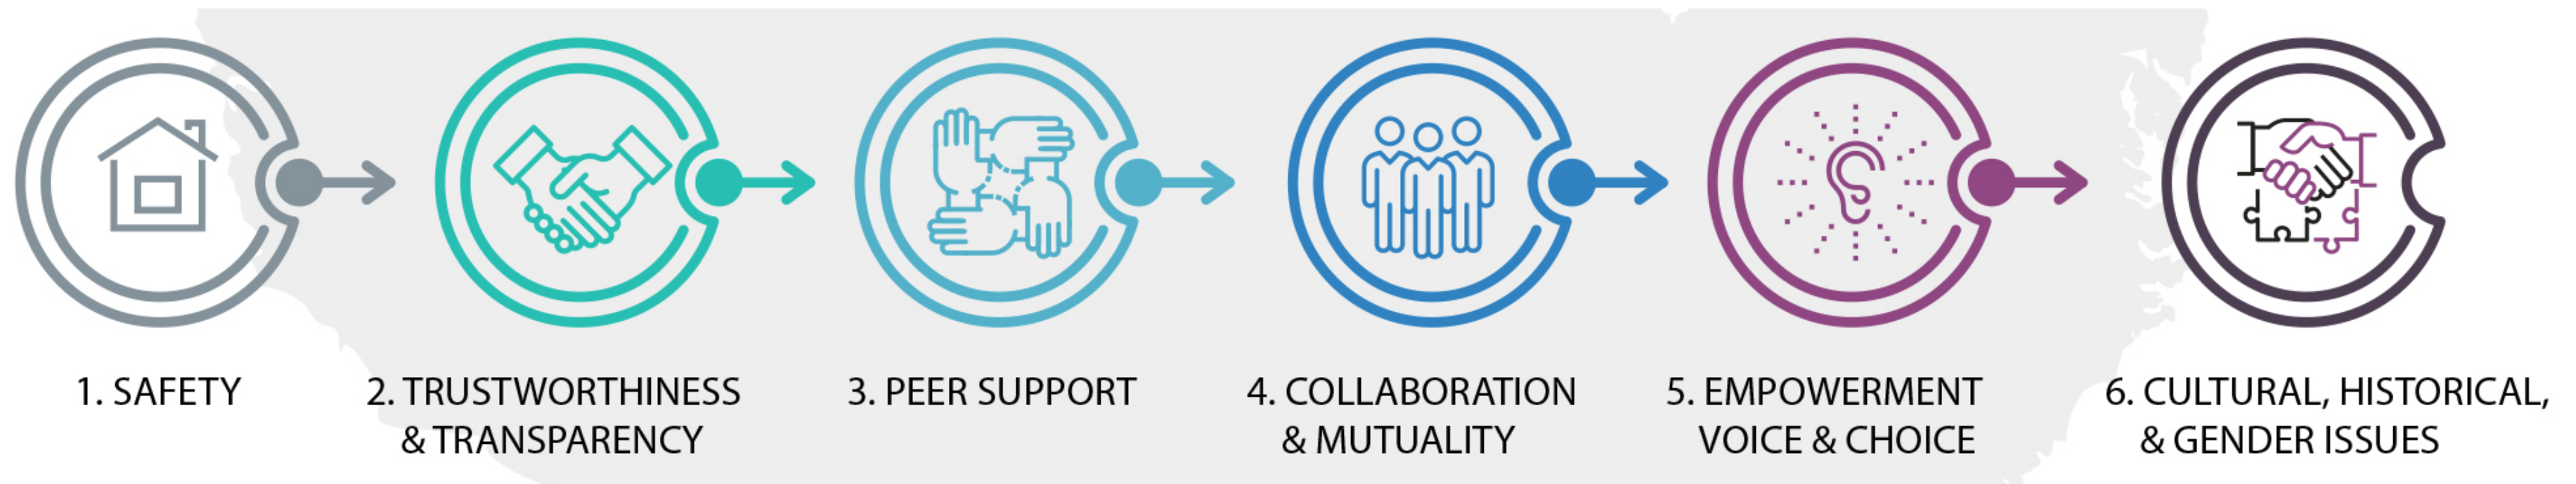 1. SAFETY
2. TRUSTWORTHINESS
& TRANSPARENCY
3. PEER SUPPORT
4. COLLABORATION
& MUTUALITY
5. EMPOWERMENT
VOICE & CHOICE
6. CULTURAL, HISTORICAL,
& GENDER ISSUES